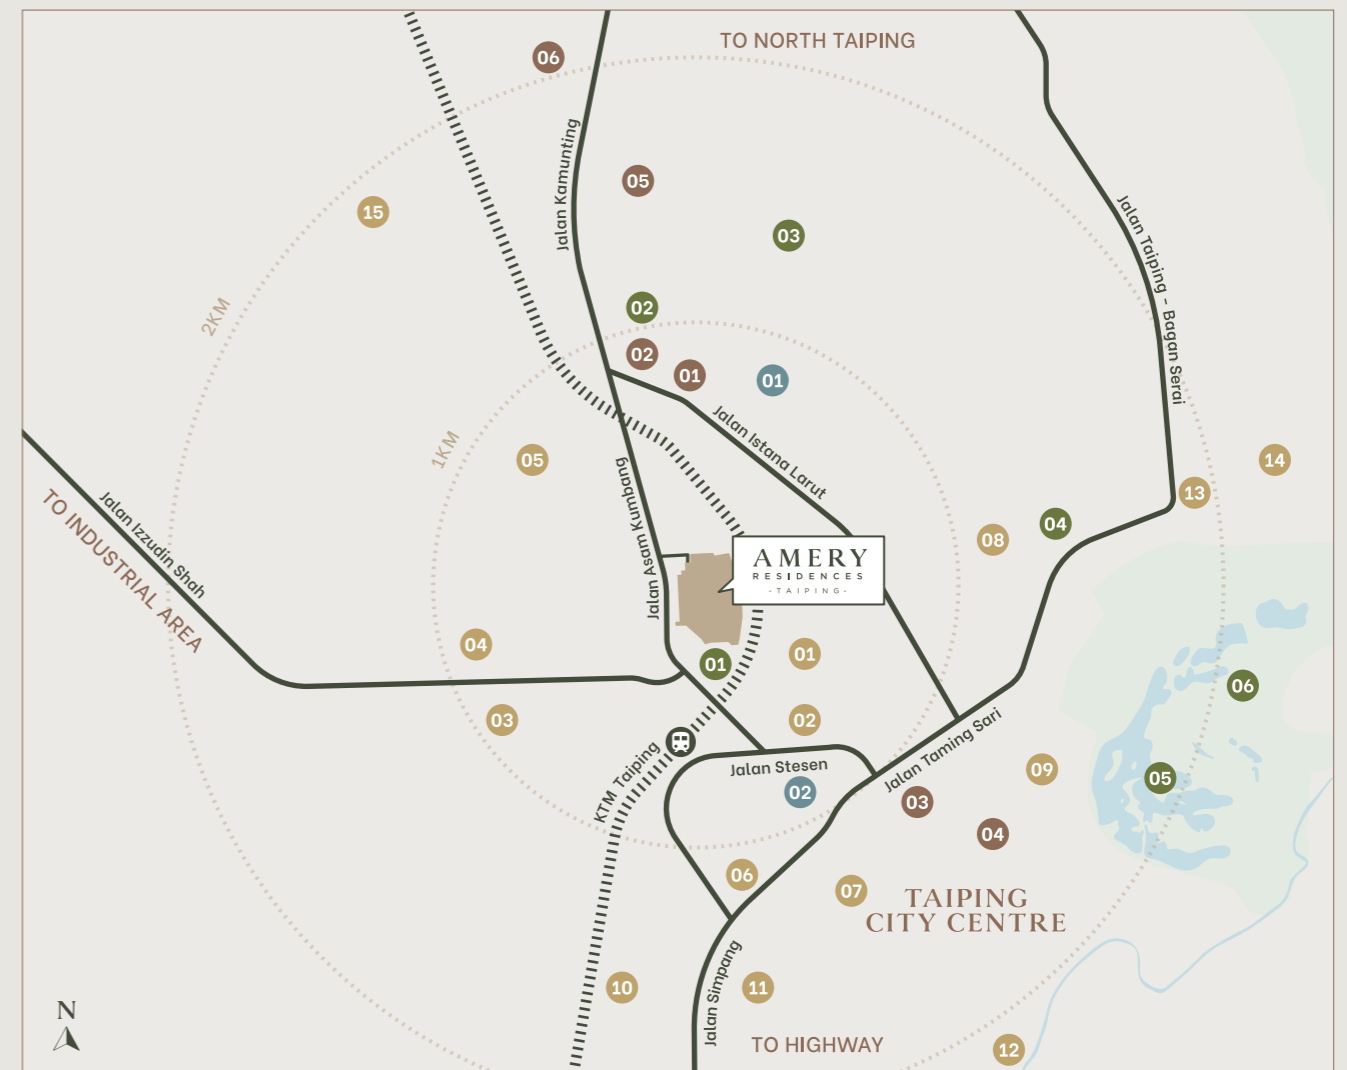 TO NORTH TAIPING
06
Jalan Kamunting
05
15
03
Jalan Taiping - Bagan Serai
2KM
02
02
01
01
Jalan Istana Larut
1KM
05
14
13
Jalan Asam Kumbang
04
08
Jalan Izzudin Shah
TO INDUSTRIAL AREA
AMERY
RESIDENCES
-TAIPING-
04
01
01
06
03
02
KTM Taiping
Jalan Stesen
Jalan Taming Sari
09
05
02
03
04
06
07
TAIPING
CITY CENTRE
10
11
Jalan Simpang
N
TO HIGHWAY
12